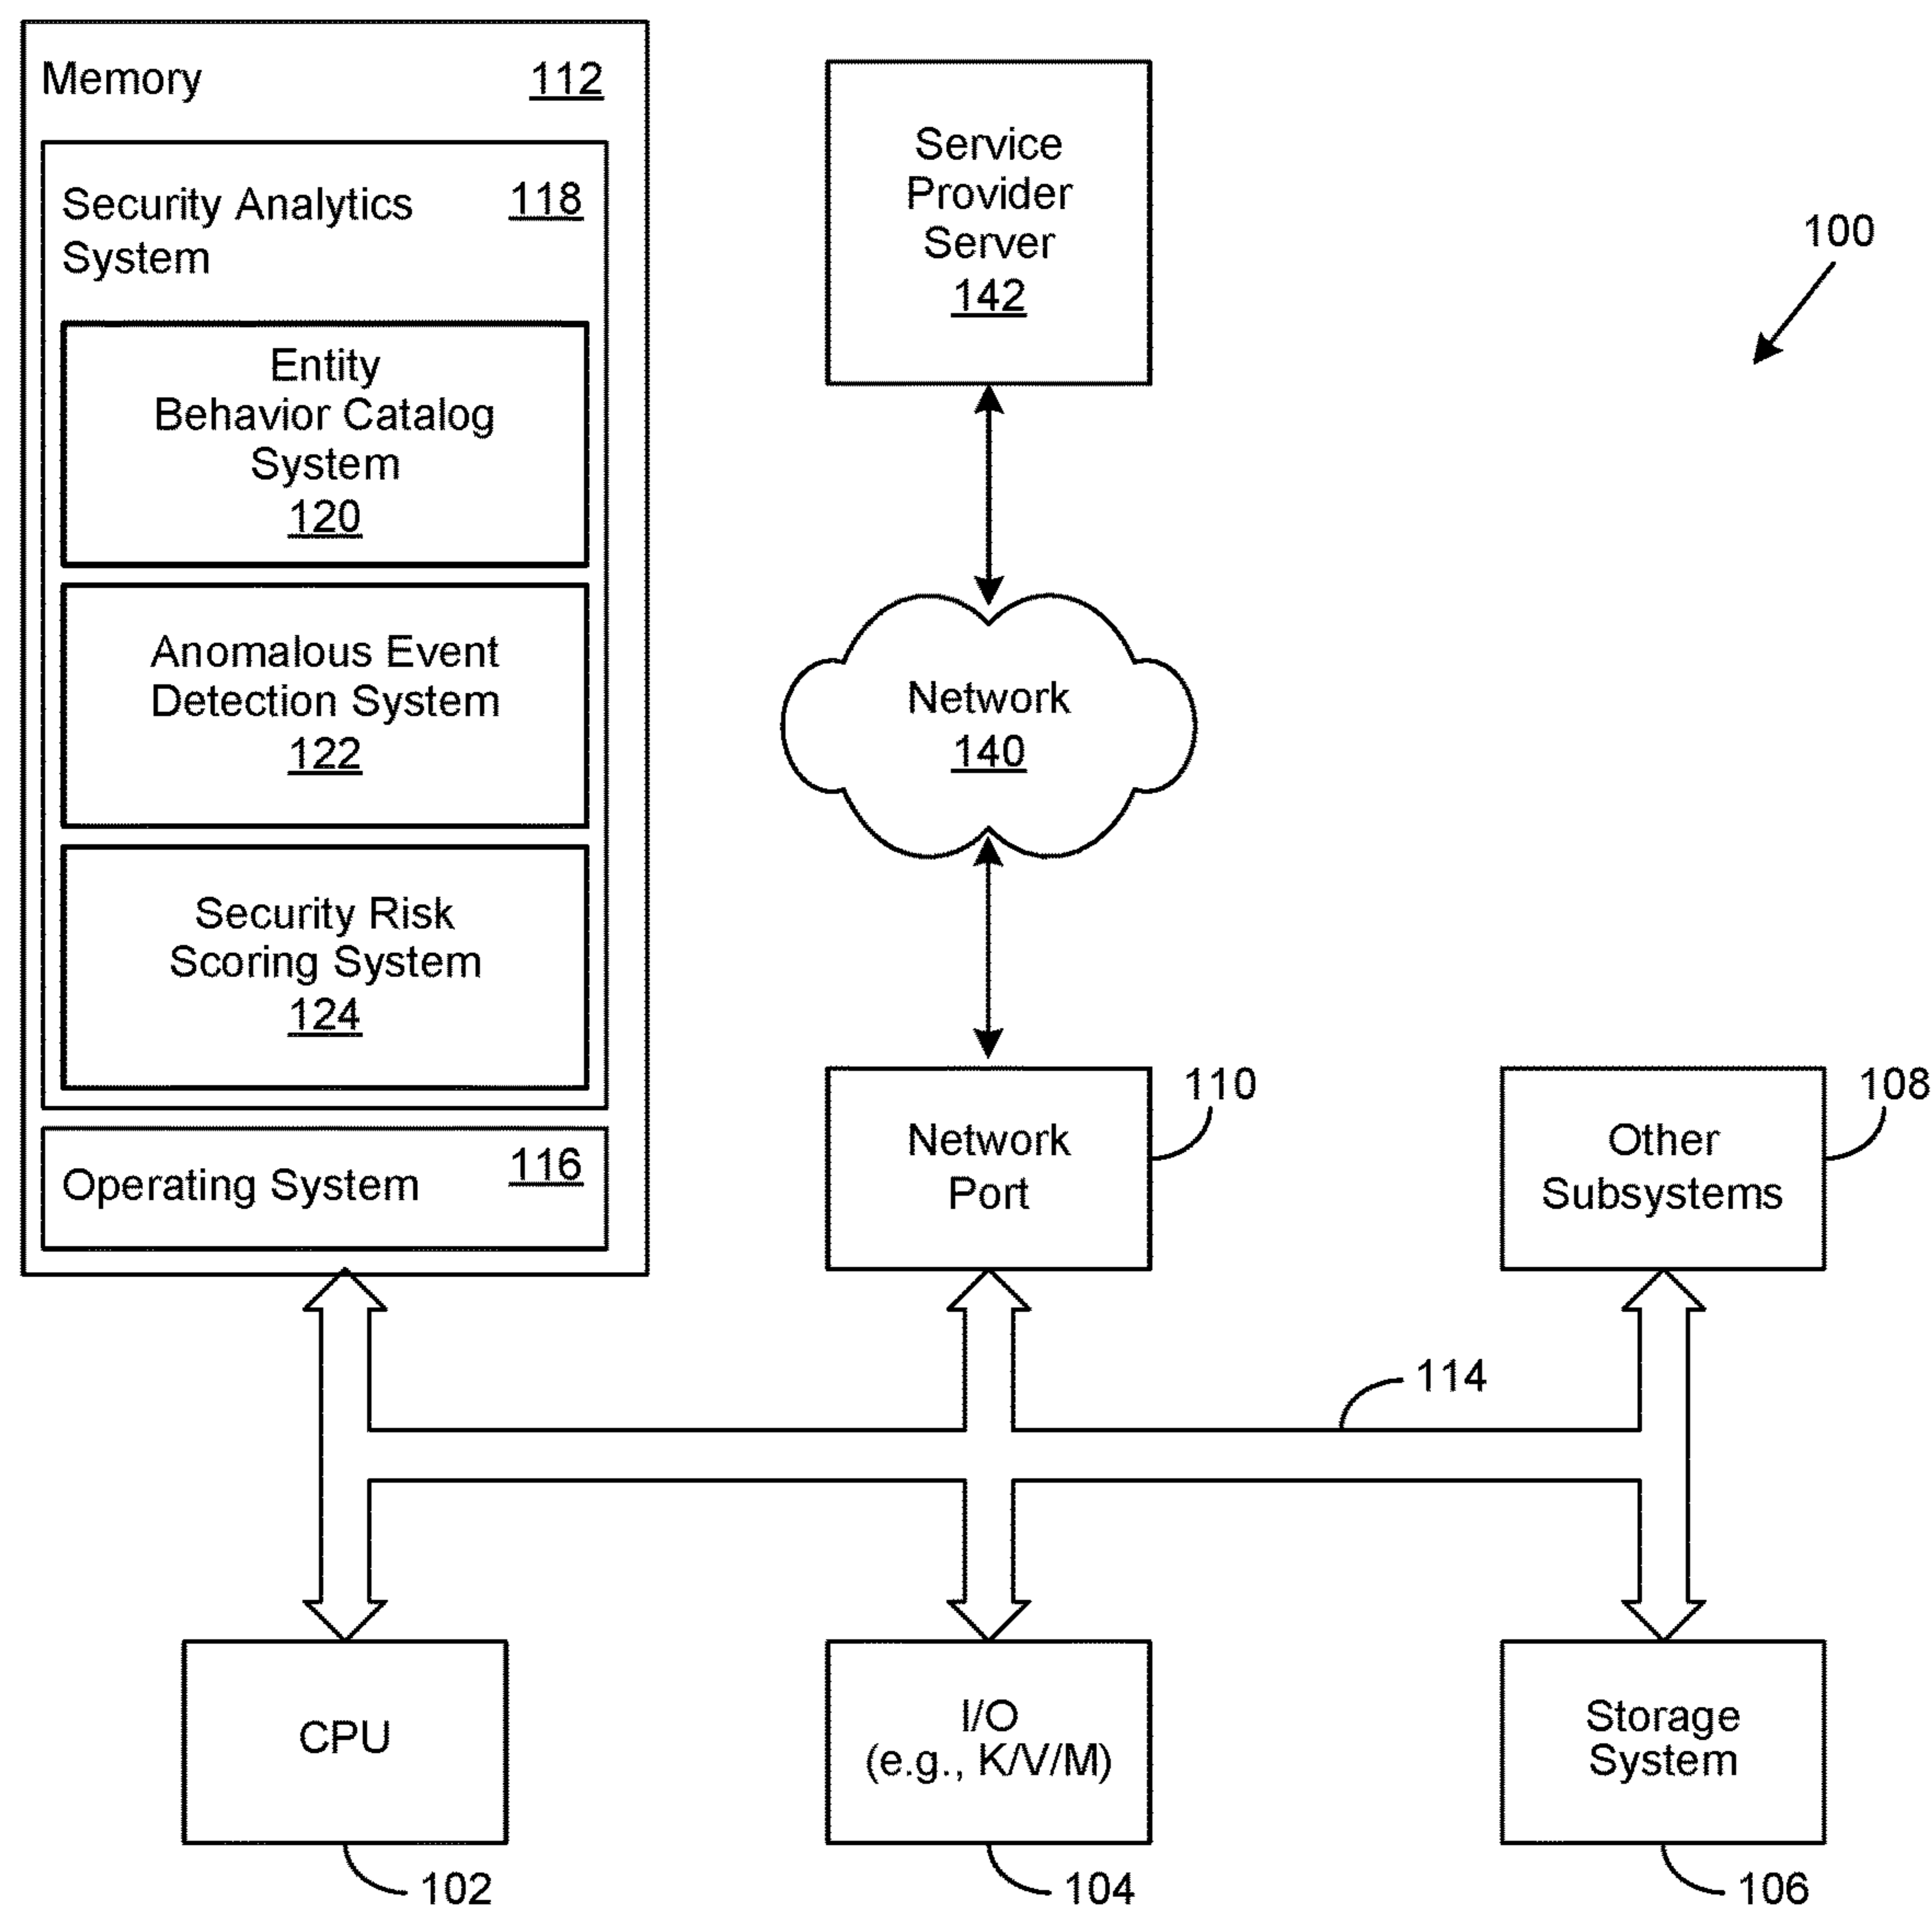 Memory 112
Security Analytics 118
System
Entity
Behavior Catalog
System
120
Anomalous Event
Detection System
122
Security Risk
Scoring System
124
Operating System 116
Service
Provider
Server
142
100
Network
140
Network
Port
110
Other
Subsystems
108
114
CPU
102
I/O
(e.g., K/V/M)
104
Storage
System
106